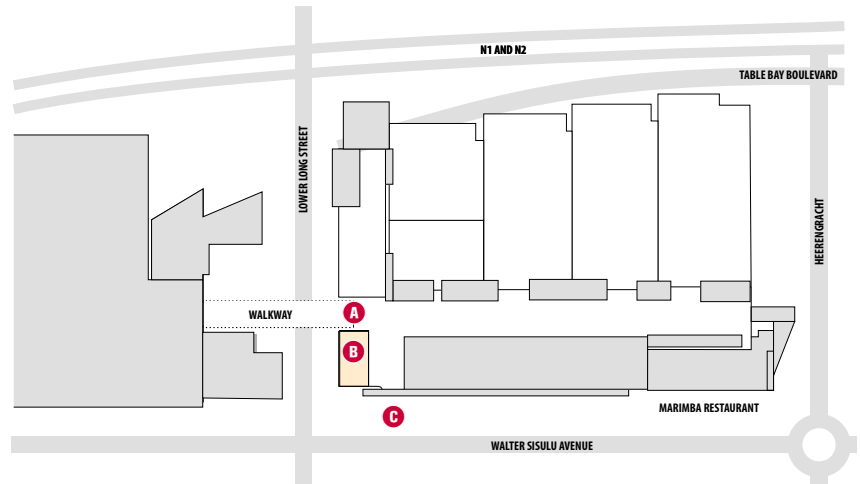 N1 AND N2
TABLE BAY BOULEVARD
LOWER LONG STREET
HEERENGRACHT
A
WALKWAY
B
MARIMBA RESTAURANT
C
WALTER SISULU AVENUE